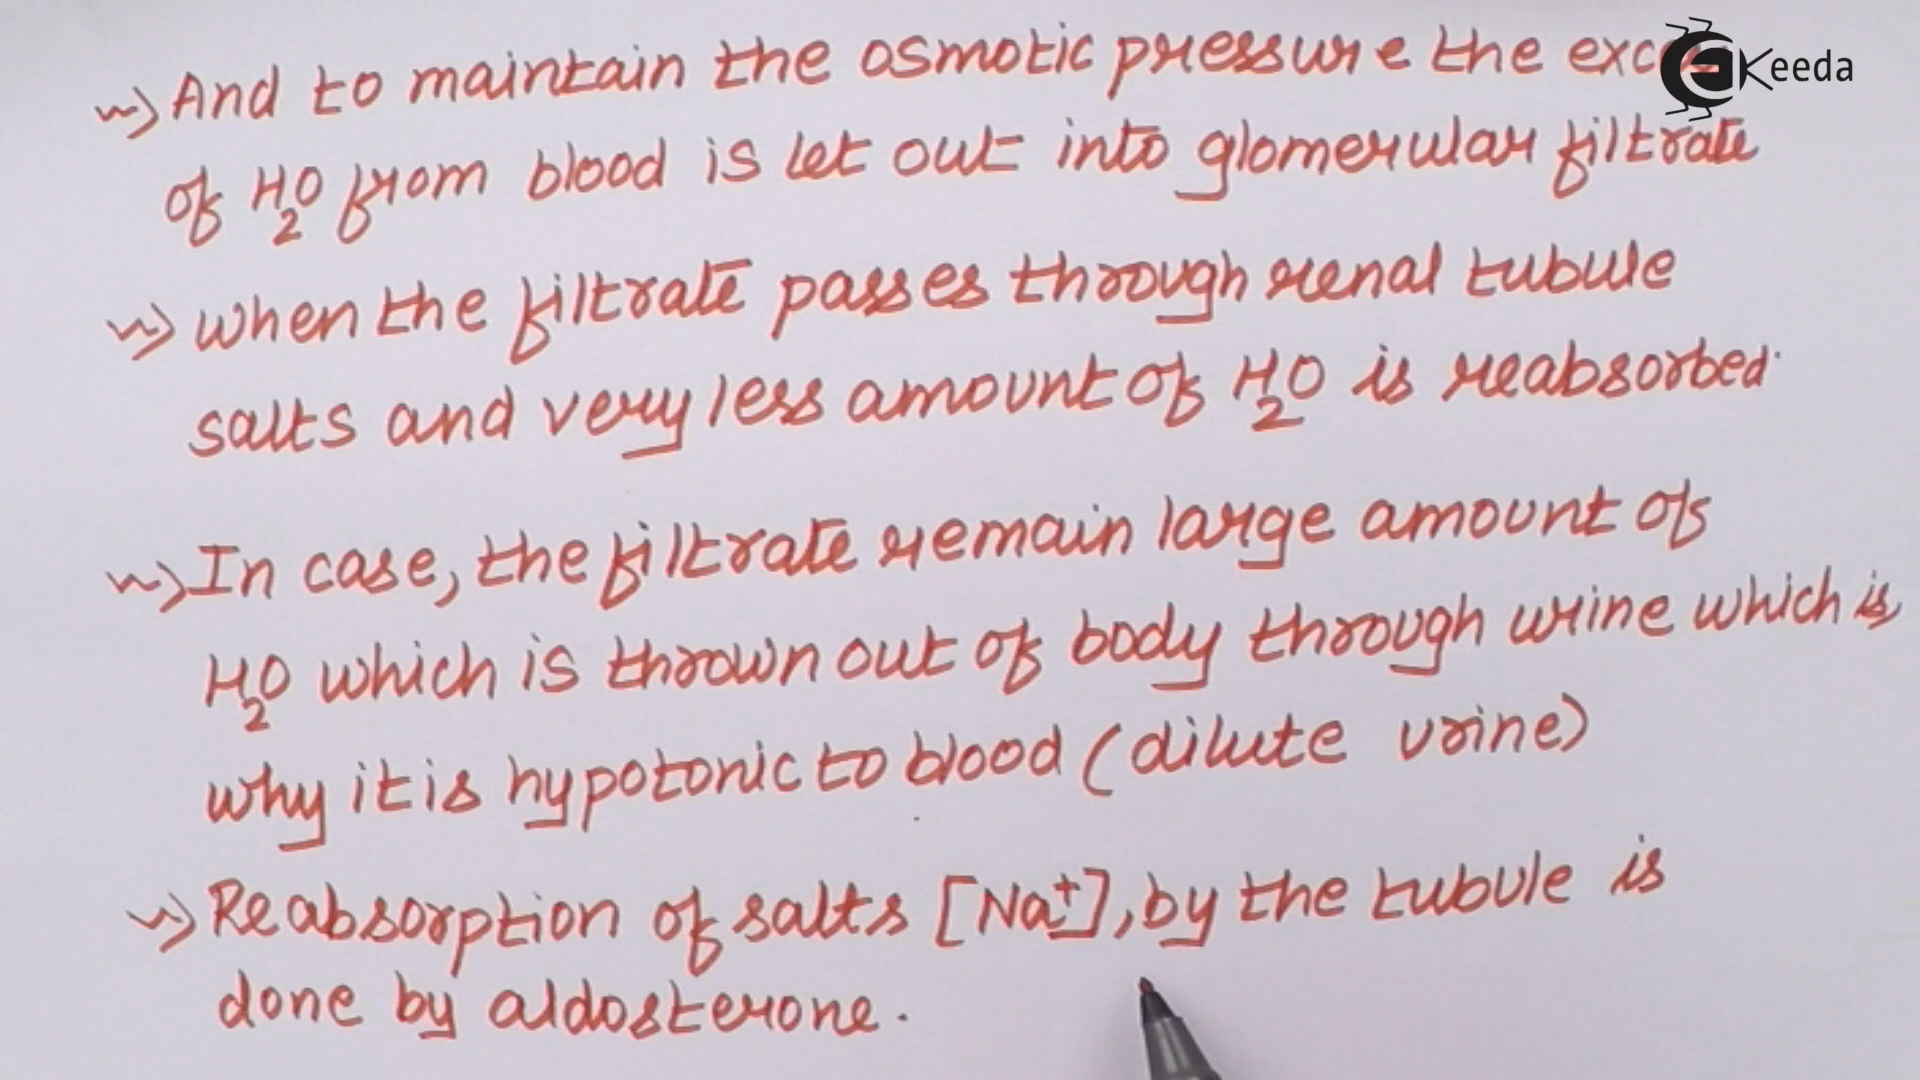 ~> And to maintain the osmotic pressure the
Keeda
of H₂O from blood is let out into glomerular filtrate
~> when the filtrate passes through renal tubule
salts and very less amount of H₂O is reabsorbed.
~> In case, the filtrate remain large amount of
H₂O which is thrown out of body through urine which is
why it is hypotonic to blood (dilute urine)
~> Reabsorption of salts [Na⁺], by the tubule is
done by aldosterone.